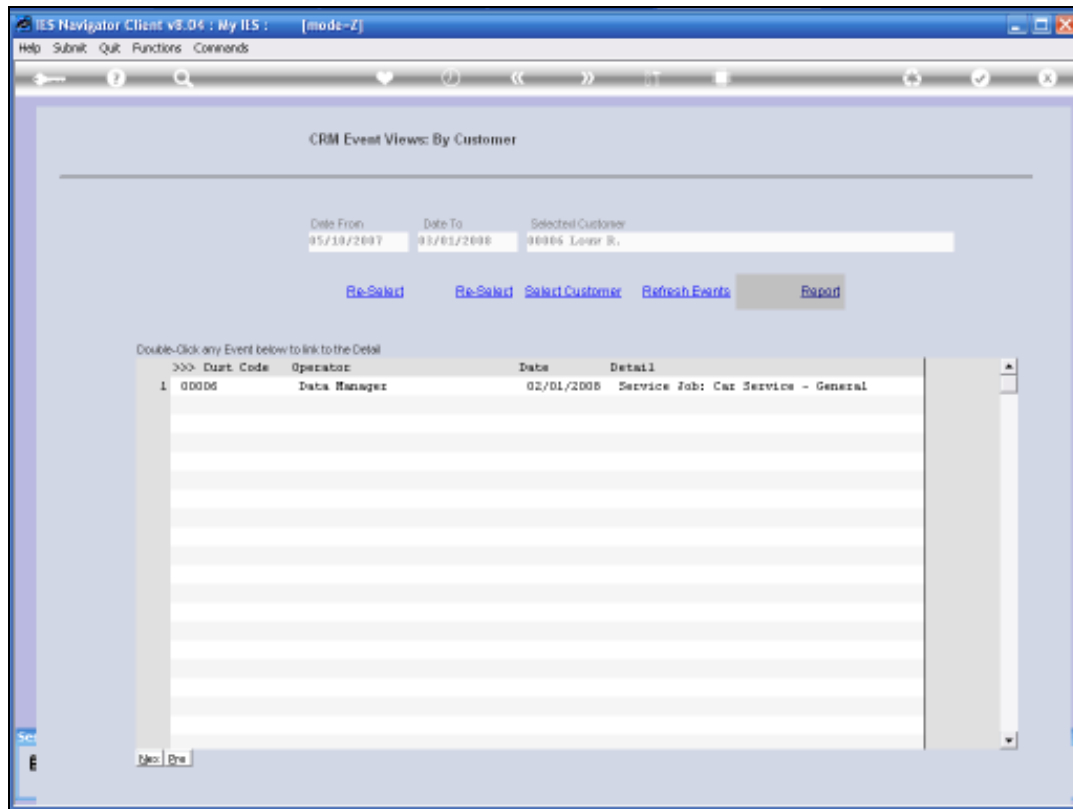 IES Navigator Client v8.04 : My IES : [mode=Z]
Help Submit Quit Functions Commands
CRM Event Views: By Customer
Date From Date To Selected Customer
05/10/2007 03/01/2008 00006 Louw R.
Re-Select Re-Select Select Customer Refresh Events Report
Double-Click any Event below to link to the Detail
>>> Cust Code Operator Date Detail
1 00006 Data Manager 02/01/2008 Service Job: Car Service - General
Nex Pre